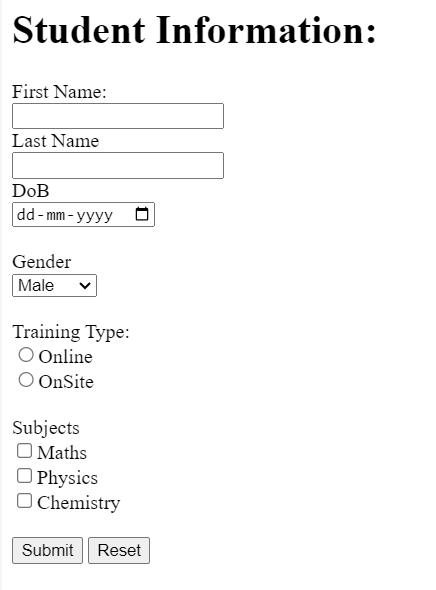 Student Information:
First Name:
Last Name
DoB
dd-mm-yyyy
Gender
Male
Training Type:
Online
OnSite
Subjects
Maths
Physics
Chemistry
Submit Reset